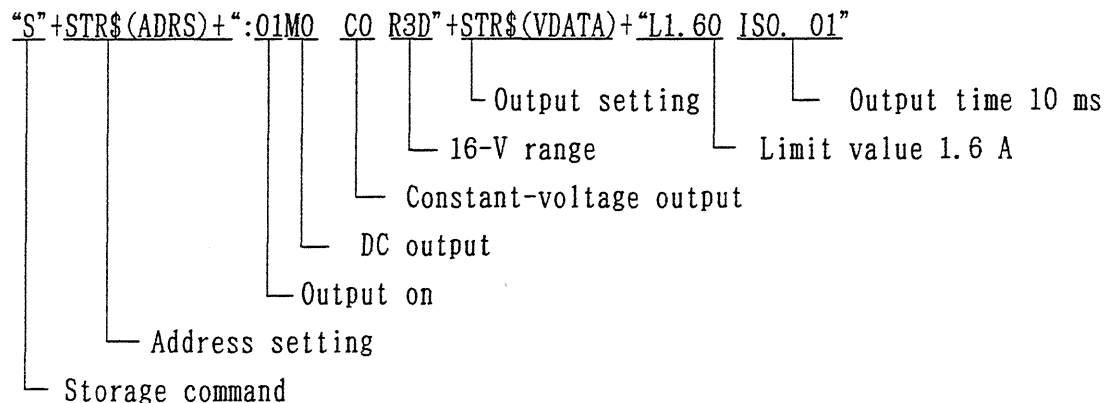 “S”+STR$(ADRS)+“:O1M0 C0 R3D”+STR$(VDATA)+“L1.60 IS0. 01”
Output setting
Output time 10 ms
16-V range
Limit value 1.6 A
Constant-voltage output
DC output
Output on
Address setting
Storage command